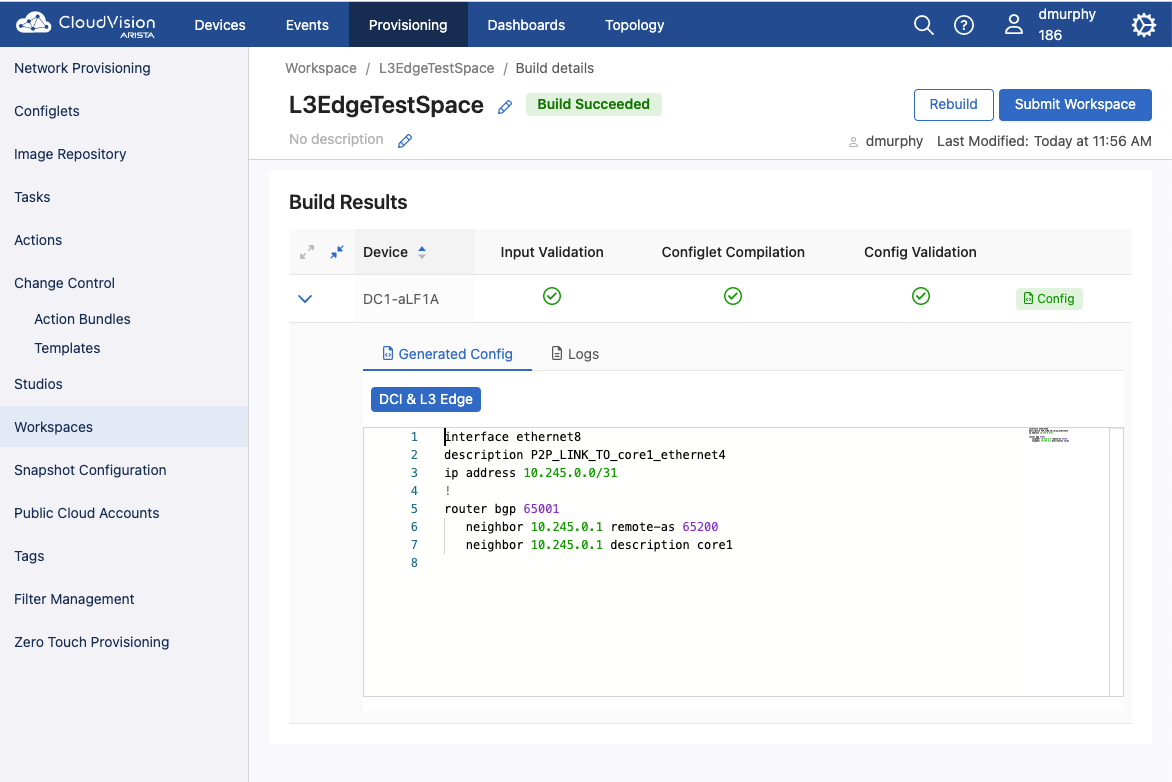 CloudVision
ARISTA
Devices
Events
Provisioning
Dashboards
Topology
dmurphy
186
Network Provisioning
Configlets
Image Repository
Tasks
Actions
Change Control
Action Bundles
Templates
Studios
Workspaces
Snapshot Configuration
Public Cloud Accounts
Tags
Filter Management
Zero Touch Provisioning
Workspace / L3EdgeTestSpace / Build details
L3EdgeTestSpace
Build Succeeded
Rebuild
Submit Workspace
No description
dmurphy Last Modified: Today at 11:56 AM
Build Results
Device Input Validation Configlet Compilation Config Validation
DC1-aLF1A Config
Generated Config Logs
DCI & L3 Edge
1 interface ethernet8
2 description P2P_LINK_TO_core1_ethernet4
3 ip address 10.245.0.0/31
4 !
5 router bgp 65001
6 neighbor 10.245.0.1 remote-as 65200
7 neighbor 10.245.0.1 description core1
8